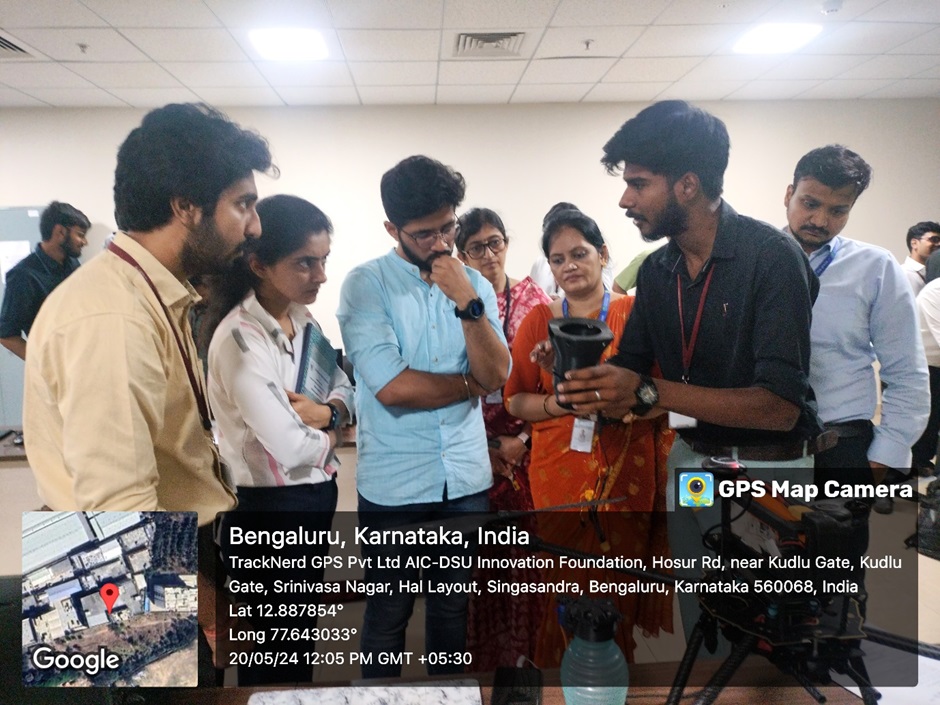 GPS Map Camera
Bengaluru, Karnataka, India
TrackNerd GPS Pvt Ltd AIC-DSU Innovation Foundation, Hosur Rd, near Kudlu Gate, Kudlu
Gate, Srinivasa Nagar, Hal Layout, Singasandra, Bengaluru, Karnataka 560068, India
Lat 12.887854°
Long 77.643033°
20/05/24 12:05 PM GMT +05:30
Google